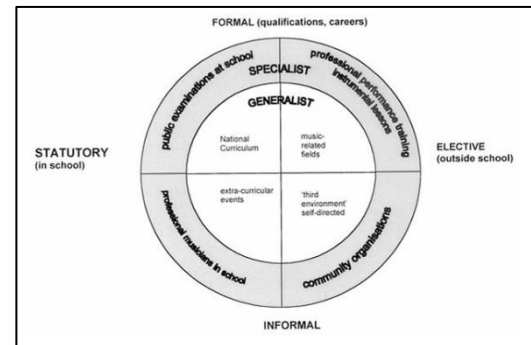 FORMAL (qualifications, careers)
public examinations at school
professional performance training
instrumental lessons
SPECIALIST
GENERALIST
National
Curriculum
music-
related
fields
STATUTORY
(in school)
ELECTIVE
(outside school)
extra-curricular
events
'third
environment'
self-directed
professional musicians in school
community organisations
INFORMAL